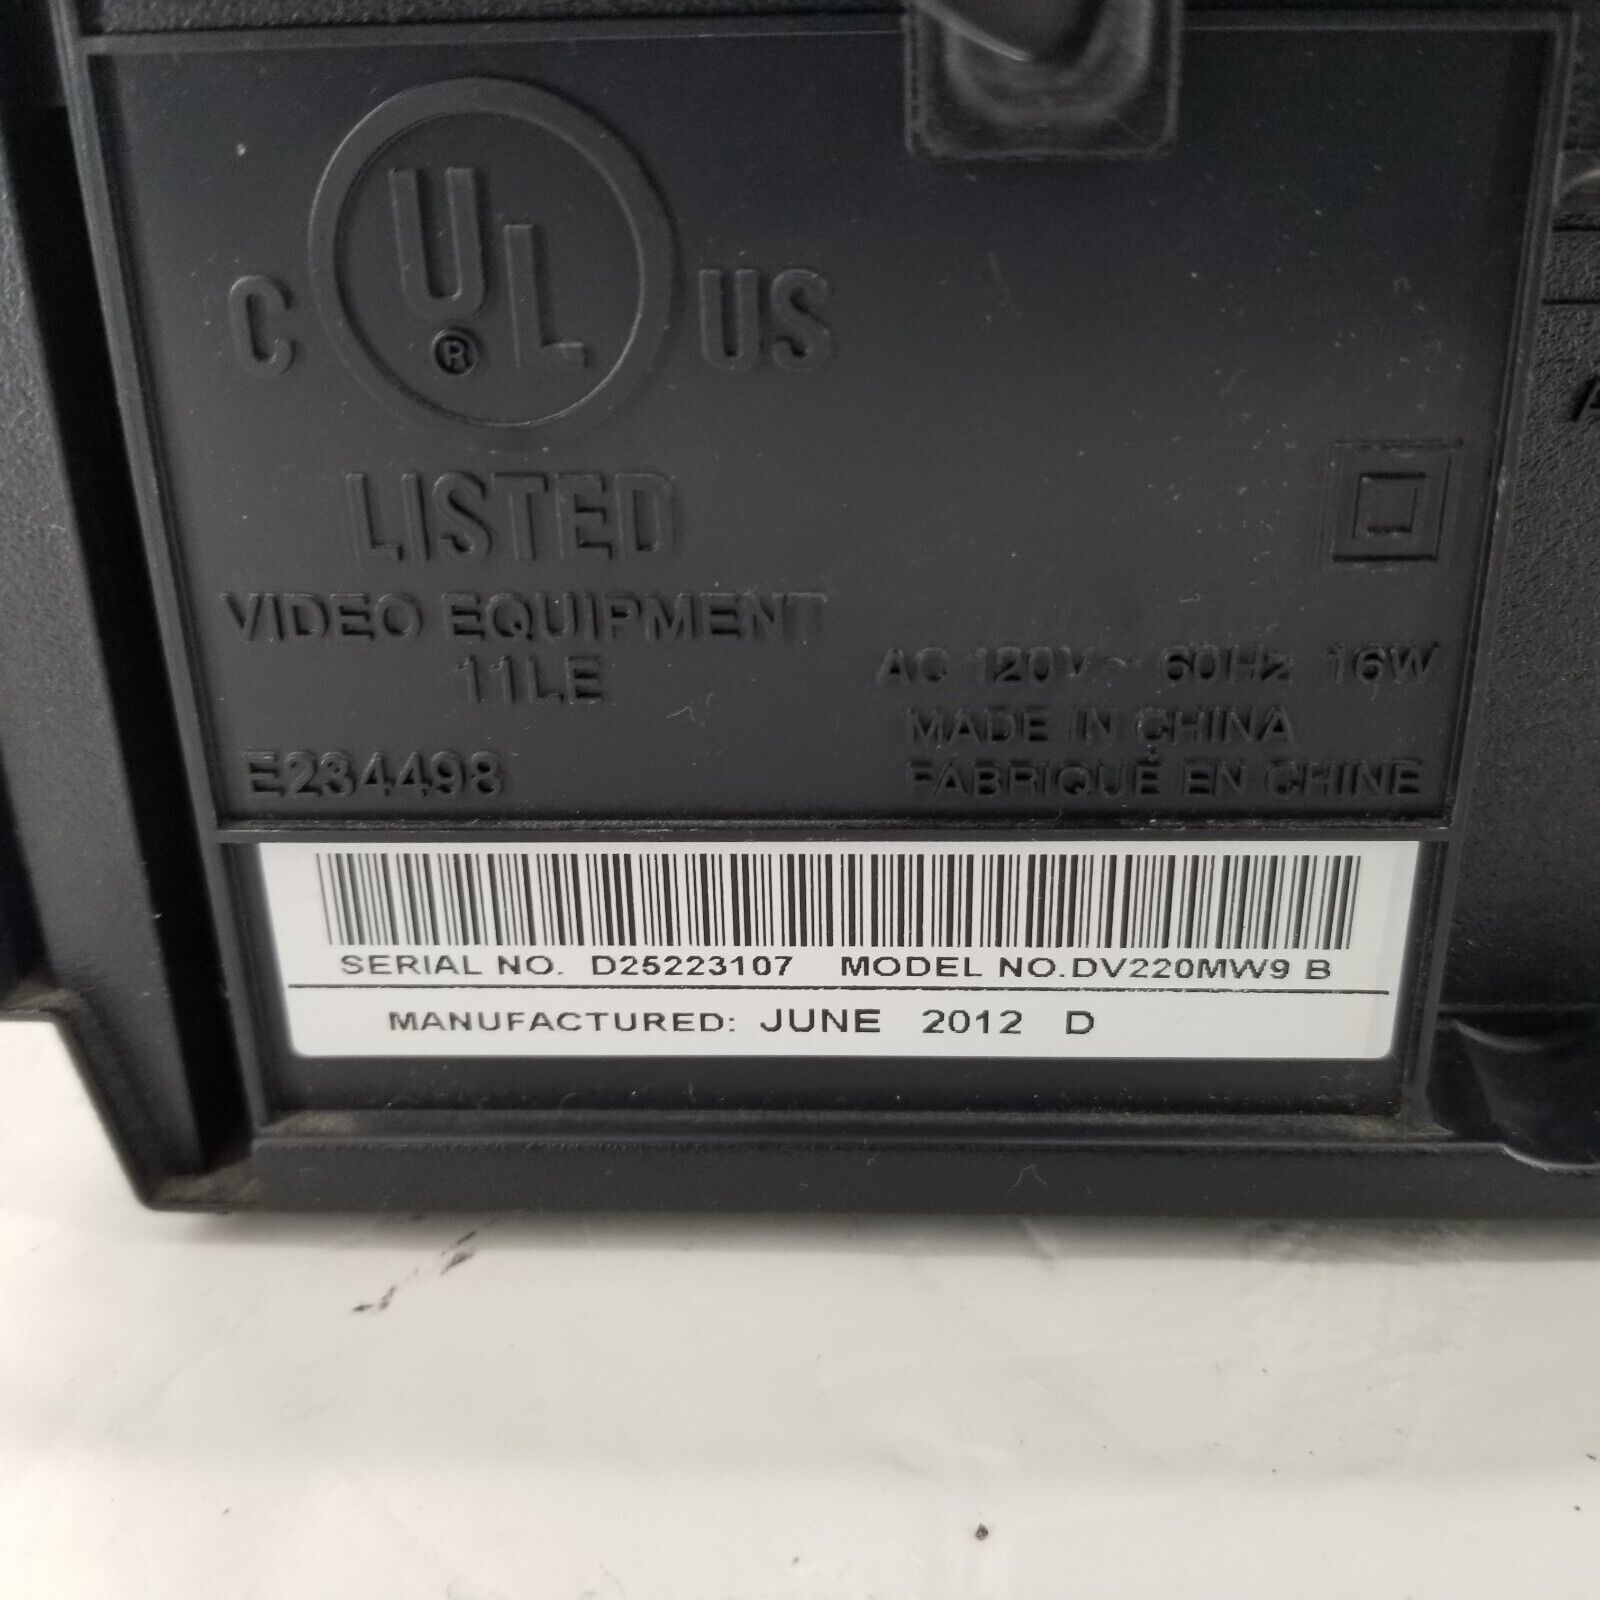 C UL® US
LISTED
VIDEO EQUIPMENT
11LE
E234498
AC 120V~ 60Hz 16W
MADE IN CHINA
FABRIQUÉ EN CHINE
SERIAL NO. D25223107 MODEL NO.DV220MW9 B
MANUFACTURED: JUNE 2012 D